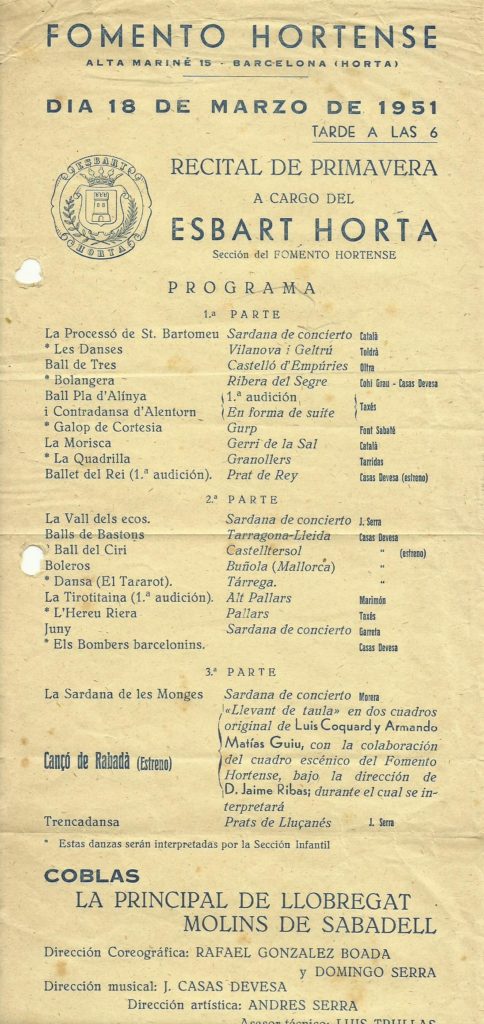 FOMENTO HORTENSE
ALTA MARINÉ 15 - BARCELONA (HORTA)
DIA 18 DE MARZO DE 1951
TARDE A LAS 6
ESBART
HORTA
RECITAL DE PRIMAVERA
A CARGO DEL
ESBART HORTA
Sección del FOMENTO HORTENSE
PROGRAMA
1.ª PARTE
La Processó de St. Bartomeu Sardana de concierto Catalá
* Les Danses Vilanova i Geltrú Toldrá
Ball de Tres Castelló d'Empúries Oltra
* Bolangera Ribera del Segre Cohi Grau - Casas Devesa
Ball Pla d'Alinya 1.ª audición
i Contradansa d'Alentorn En forma de suite Taxés
* Galop de Cortesia Gurp Font Sabaté
La Morisca Gerri de la Sal Catalá
* La Quadrilla Granollers Tarridas
Ballet del Rei (1.ª audición). Prat de Rey Casas Devesa (estreno)
2.ª PARTE
La Vall dels ecos. Sardana de concierto J. Serra
Balls de Bastons Tarragona-Lleida Casas Devesa
* Ball del Ciri Castelltersol " (estreno)
Boleros Buñola (Mallorca) "
* Dansa (El Tararot). Tárrega. "
La Tirotitaina (1.ª audición). Alt Pallars Marimón
* L'Hereu Riera Pallars Taxés
Juny Sardana de concierto Garreta
* Els Bombers barcelonins. Casas Devesa
3.ª PARTE
La Sardana de les Monges Sardana de concierto Morera
Cançó de Rabadà (Estreno)
«Llevant de taula» en dos cuadros
original de Luis Coquard y Armando
Matías Guiu, con la colaboración
del cuadro escénico del Fomento
Hortense, bajo la dirección de
D. Jaime Ribas; durante el cual se in-
terpretará
Trencadansa Prats de Lluçanés J. Serra
* Estas danzas serán interpretadas por la Sección Infantil
COBLAS
LA PRINCIPAL DE LLOBREGAT
MOLINS DE SABADELL
Dirección Coreográfica: RAFAEL GONZALEZ BOADA
y DOMINGO SERRA
Dirección musical: J. CASAS DEVESA
Dirección artística: ANDRES SERRA
Asesor técnico: LUIS TRULLAS